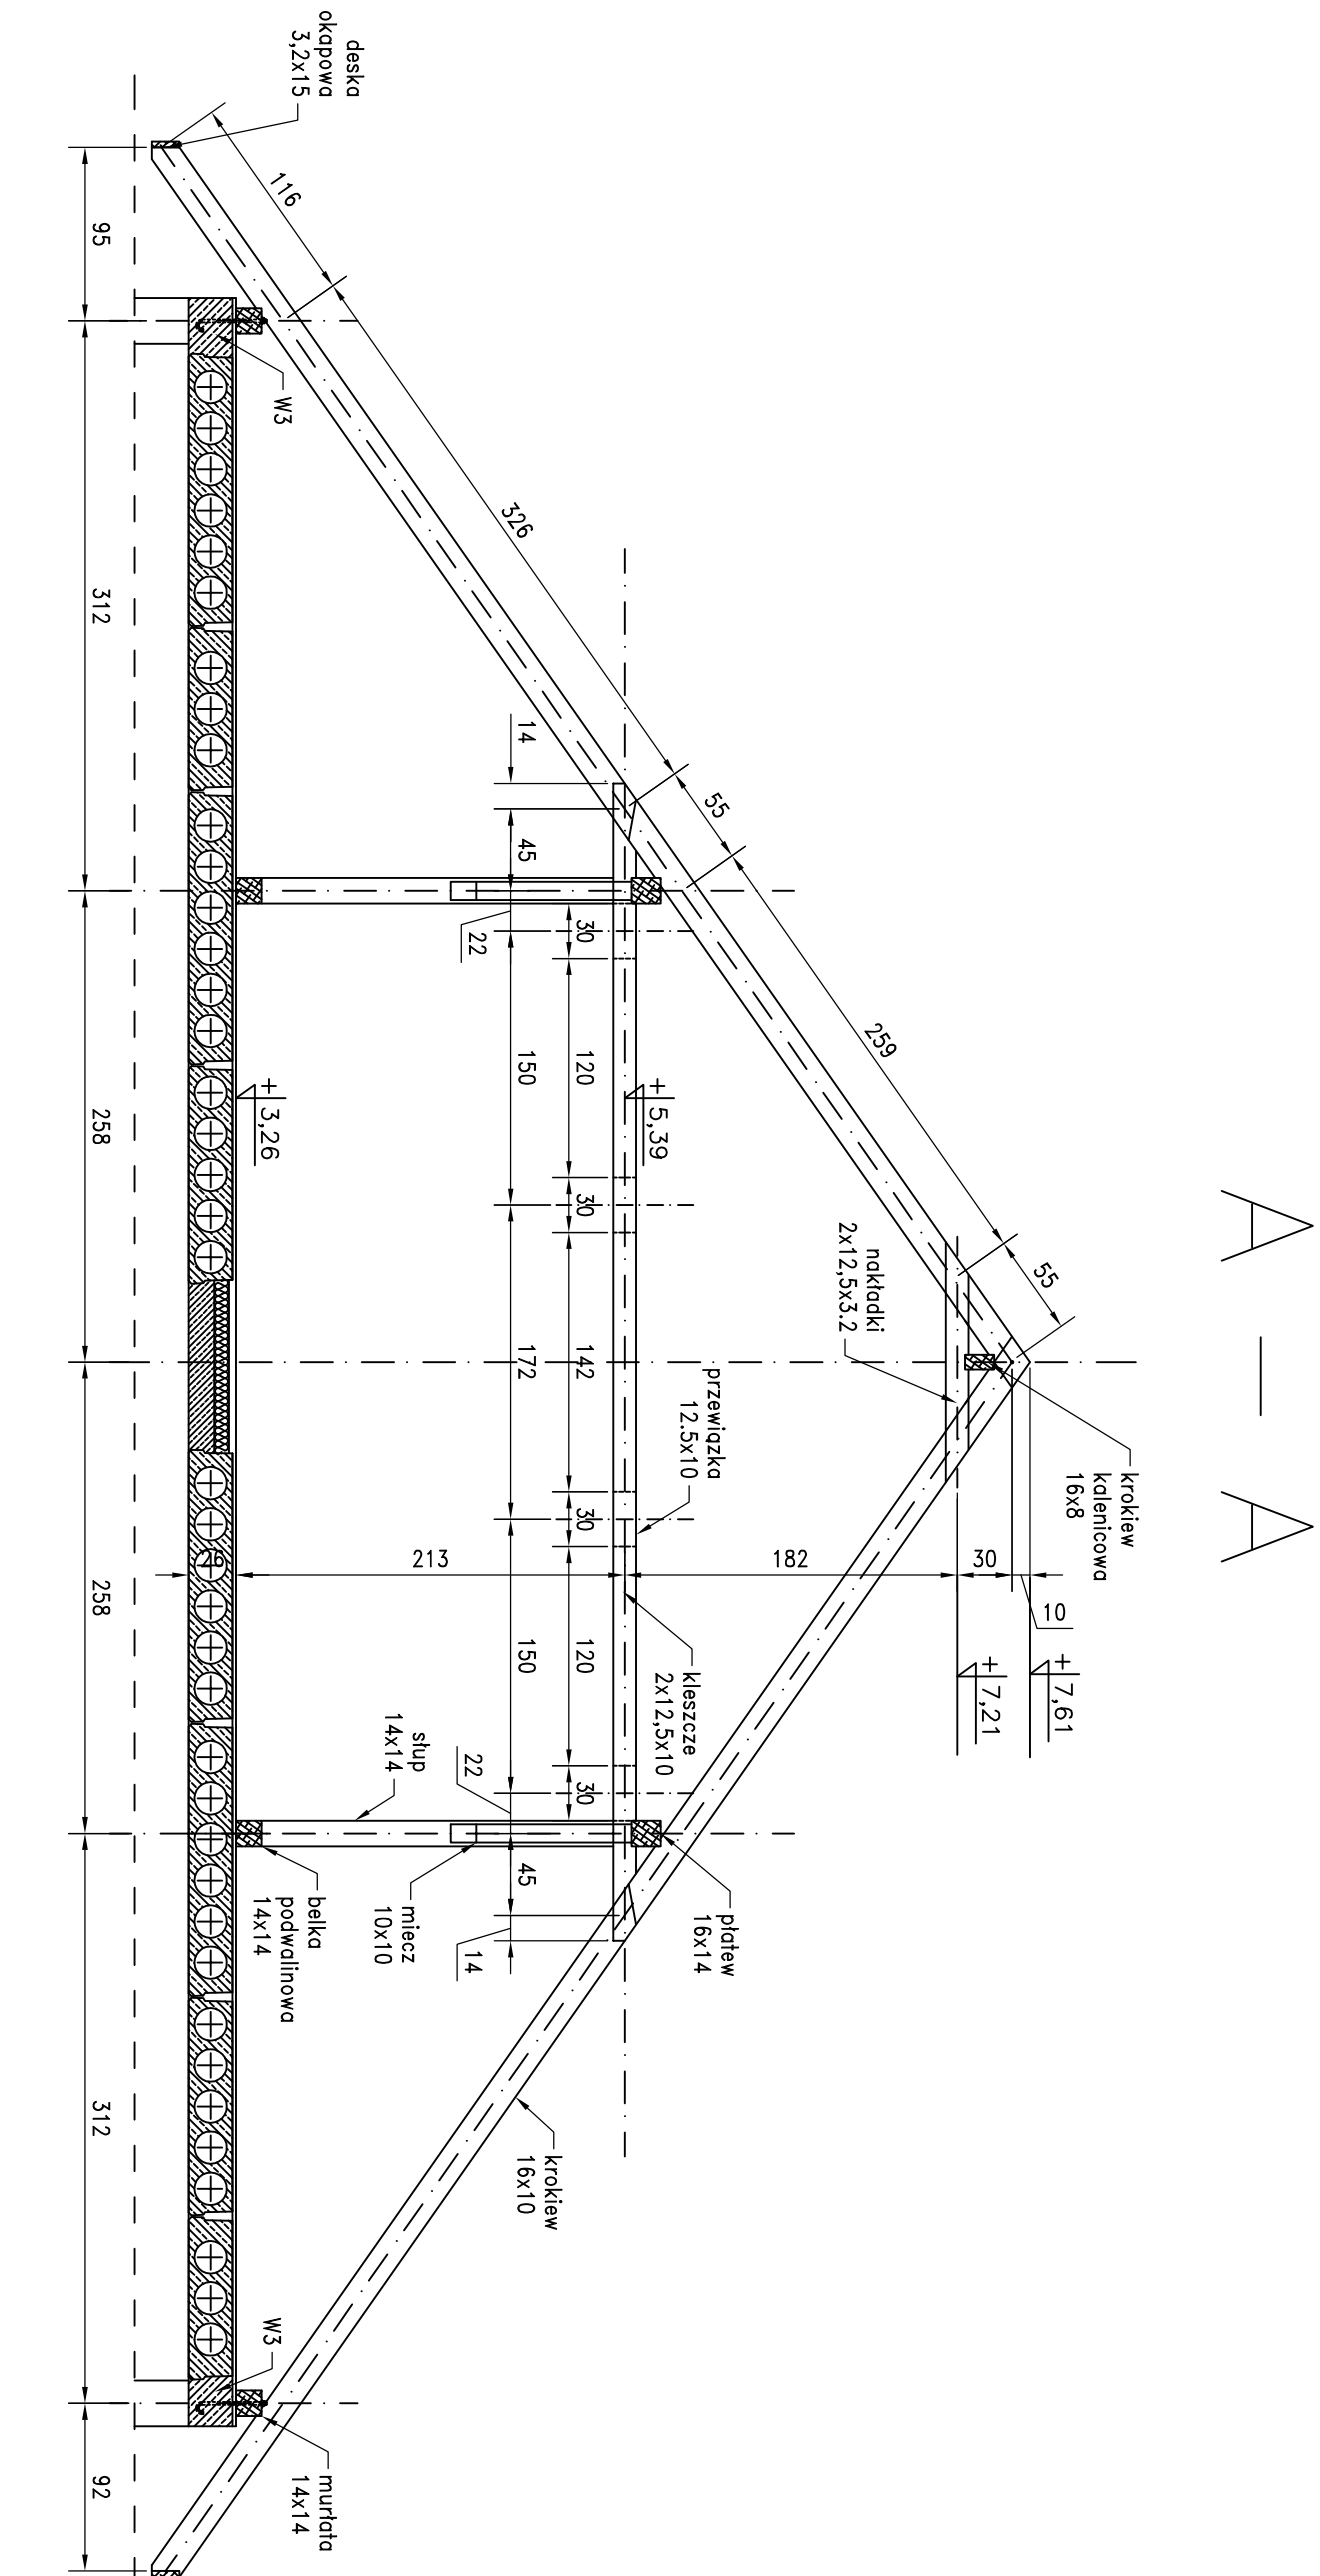 A — A
deska
okapowa
3,2x15
116
326
55
259
55
krokiew
kalenicowa
16x8
nakładki
2x12,5x3.2
10
30
182
213
26
+7,61
+7,21
+5,39
+3,26
przewiązka
12.5x10
kleszcze
2x12,5x10
30
120
30
142
30
120
30
14
45
22
150
172
150
22
45
14
słup
14x14
płatew
16x14
miecz
10x10
belka
podwalinowa
14x14
krokiew
16x10
W3
W3
murłata
14x14
95
312
258
258
312
92